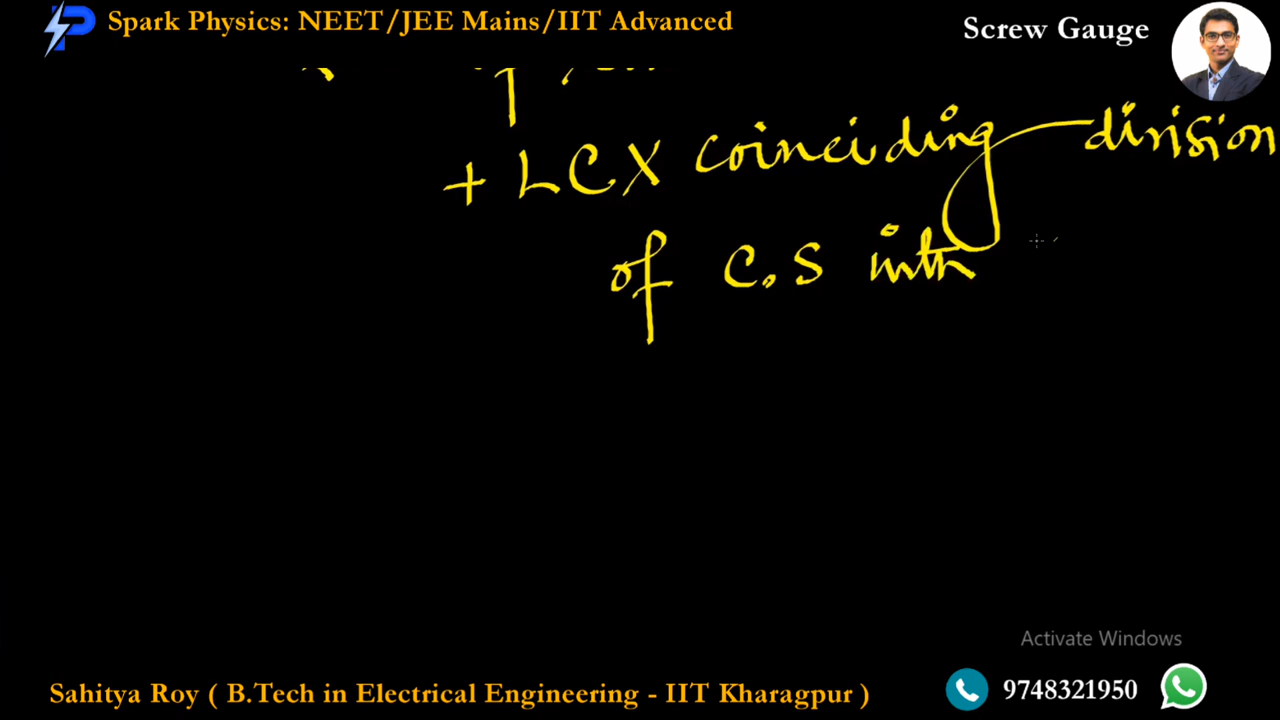 Spark Physics: NEET/JEE Mains/IIT Advanced
Screw Gauge
+ LCX coinciding division
of C.S with
Activate Windows
Sahitya Roy ( B.Tech in Electrical Engineering - IIT Kharagpur )
9748321950